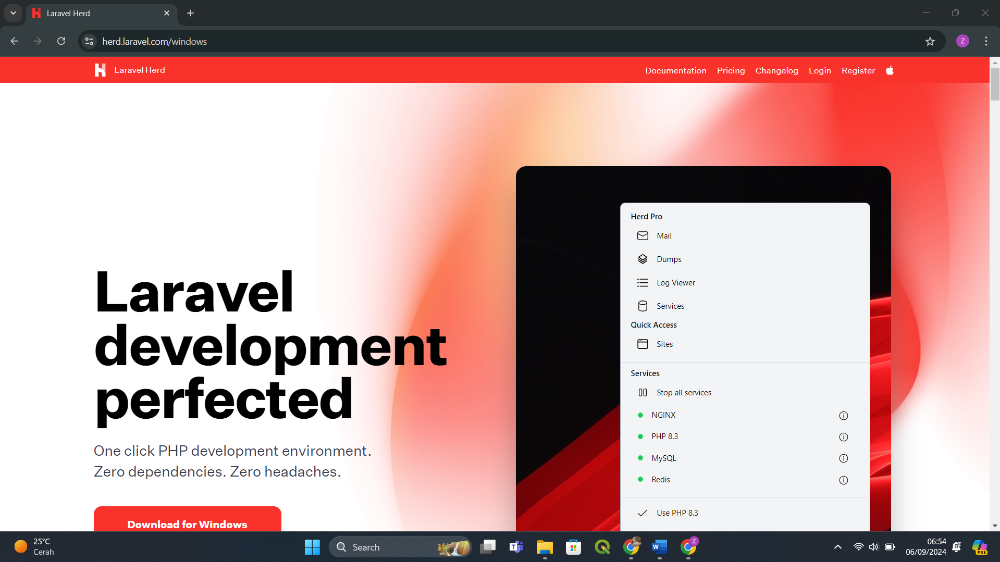 Laravel Herd
herd.laravel.com/windows
Z
Laravel Herd
Documentation
Pricing
Changelog
Login
Register
Laravel
development
perfected
One click PHP development environment.
Zero dependencies. Zero headaches.
Download for Windows
Herd Pro
Mail
Dumps
Log Viewer
Services
Quick Access
Sites
Services
Stop all services
NGINX
PHP 8.3
MySQL
Redis
Use PHP 8.3
25°C
Cerah
Search
T
W
Z
06:54
06/09/2024
PRE